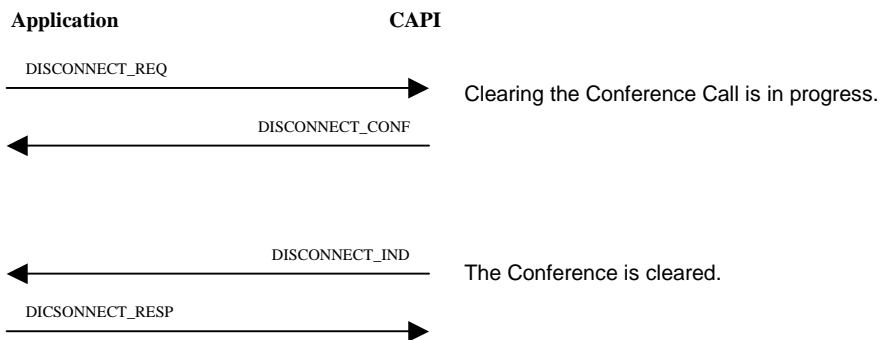 Application CAPI
DISCONNECT_REQ
Clearing the Conference Call is in progress.
DISCONNECT_CONF
DISCONNECT_IND
The Conference is cleared.
DICSONNECT_RESP